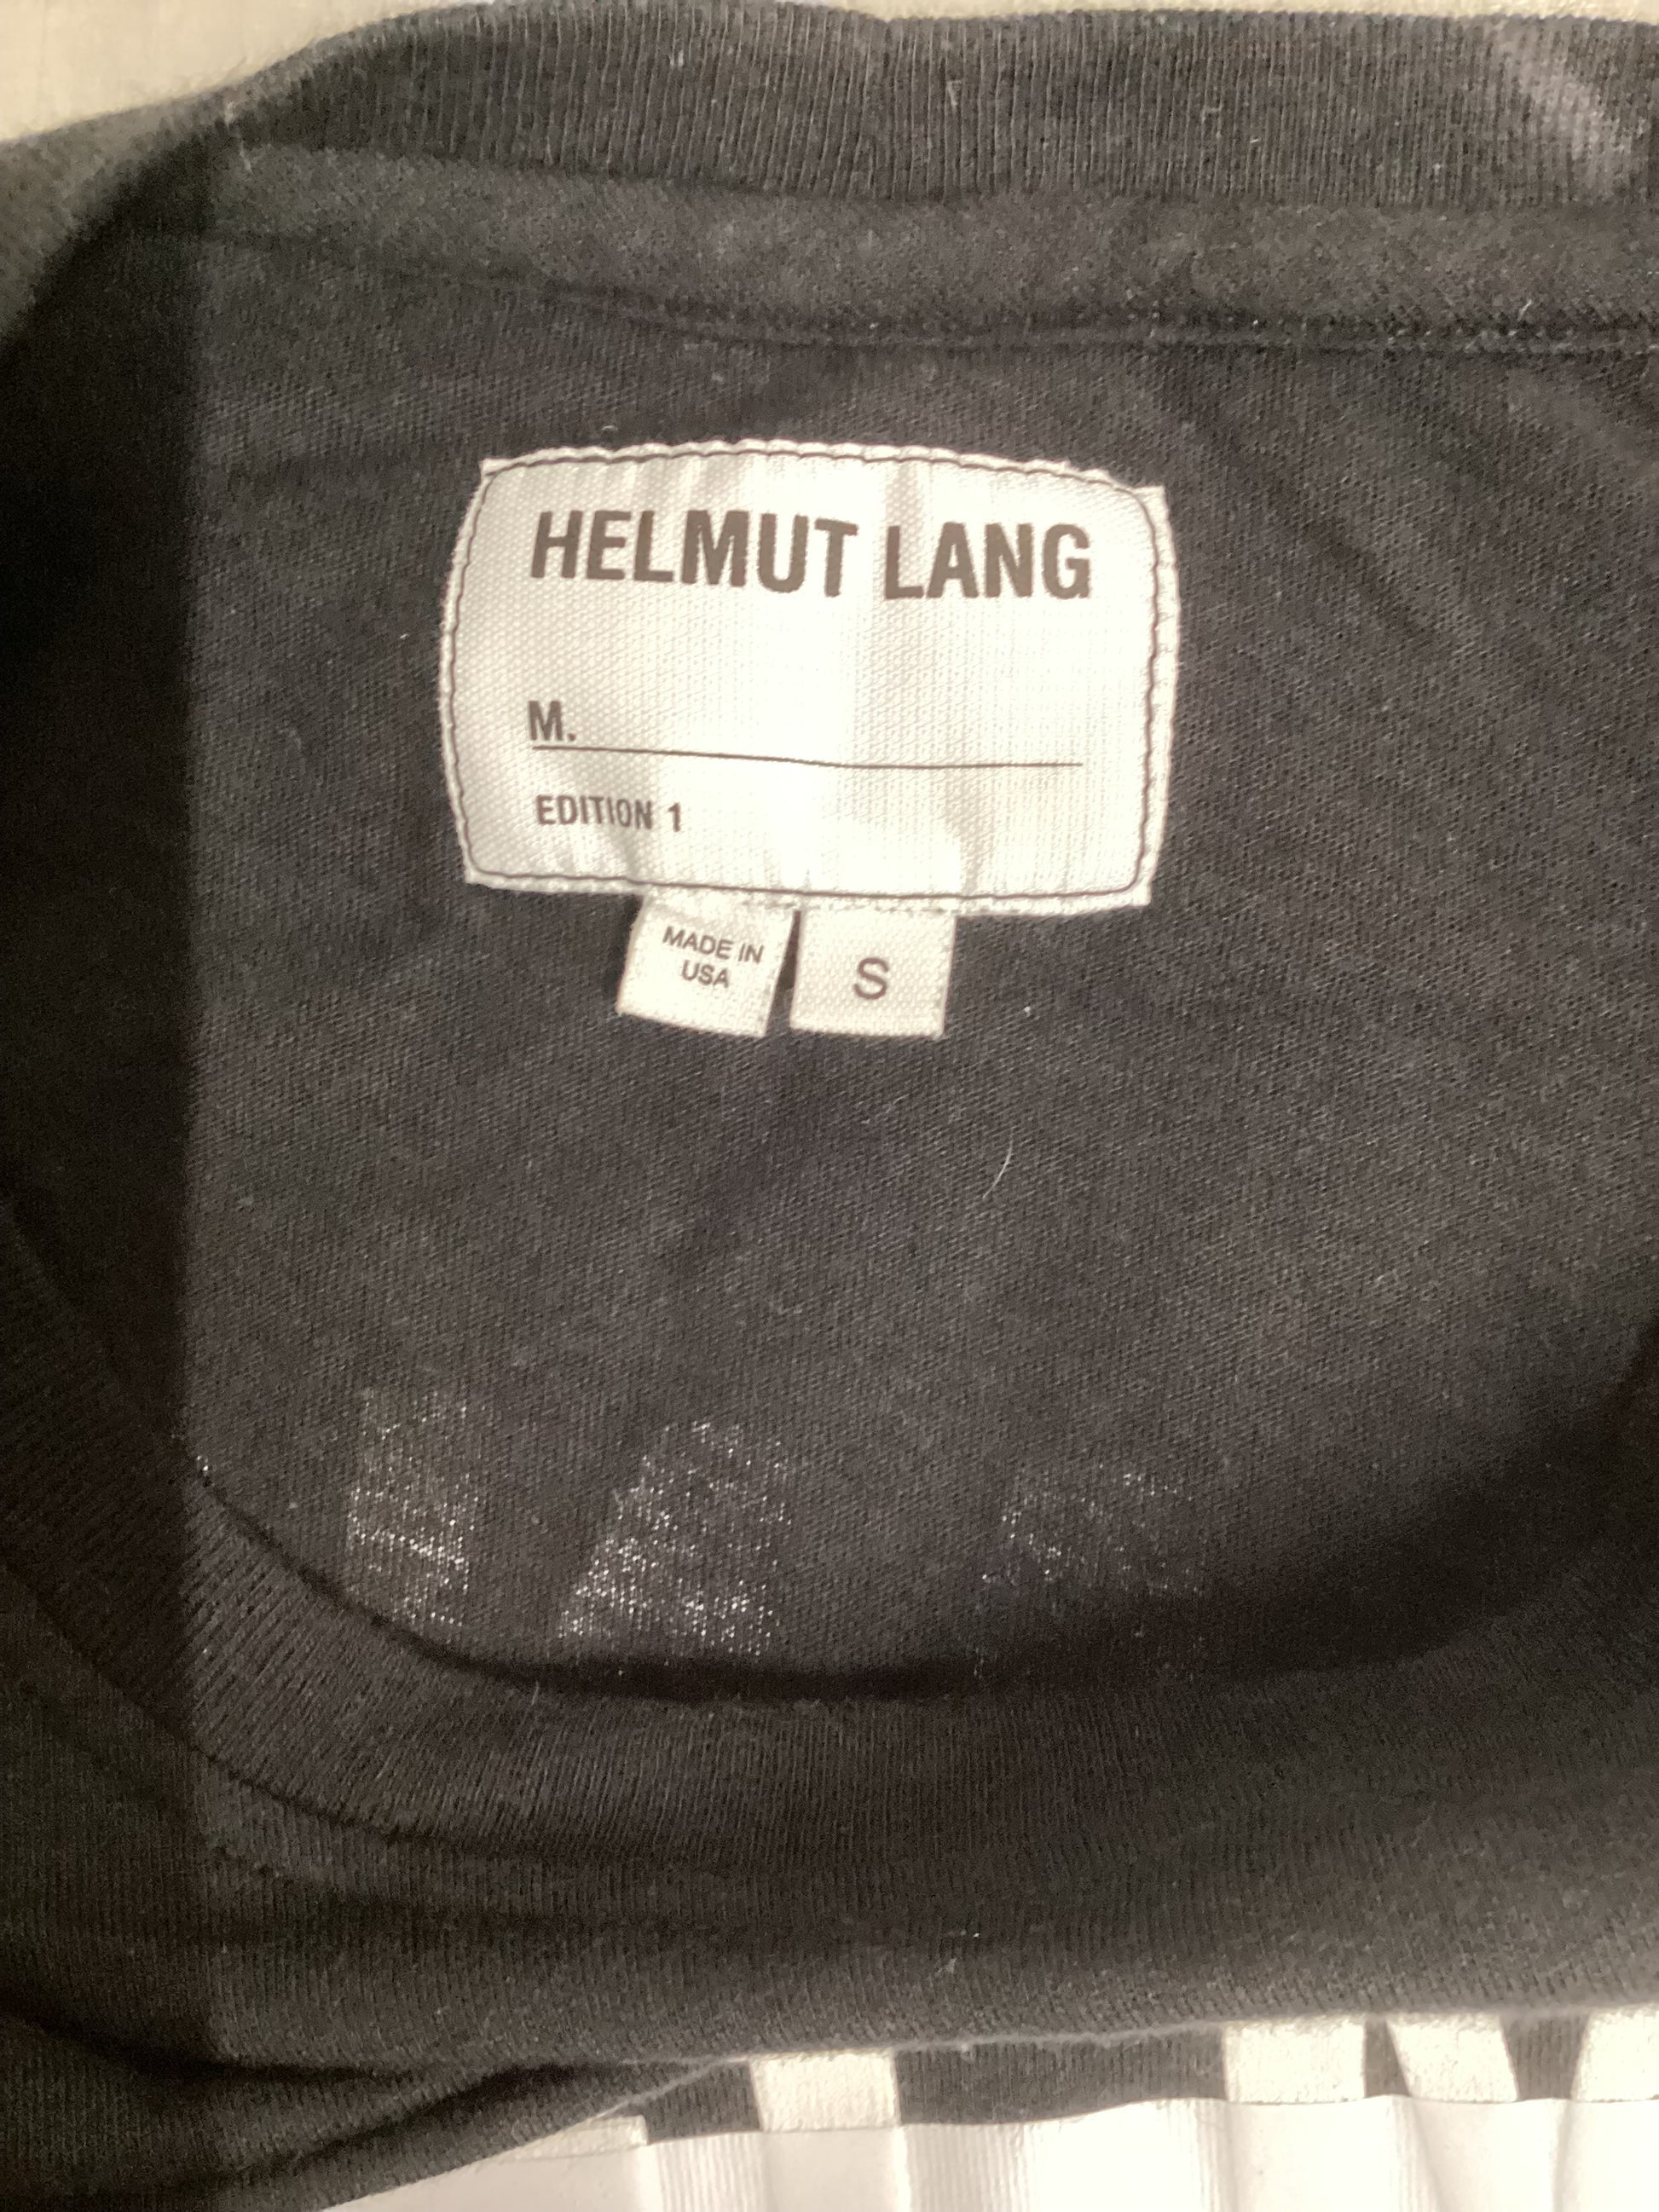 HELMUT LANG
M.
EDITION 1
MADE IN
USA
S